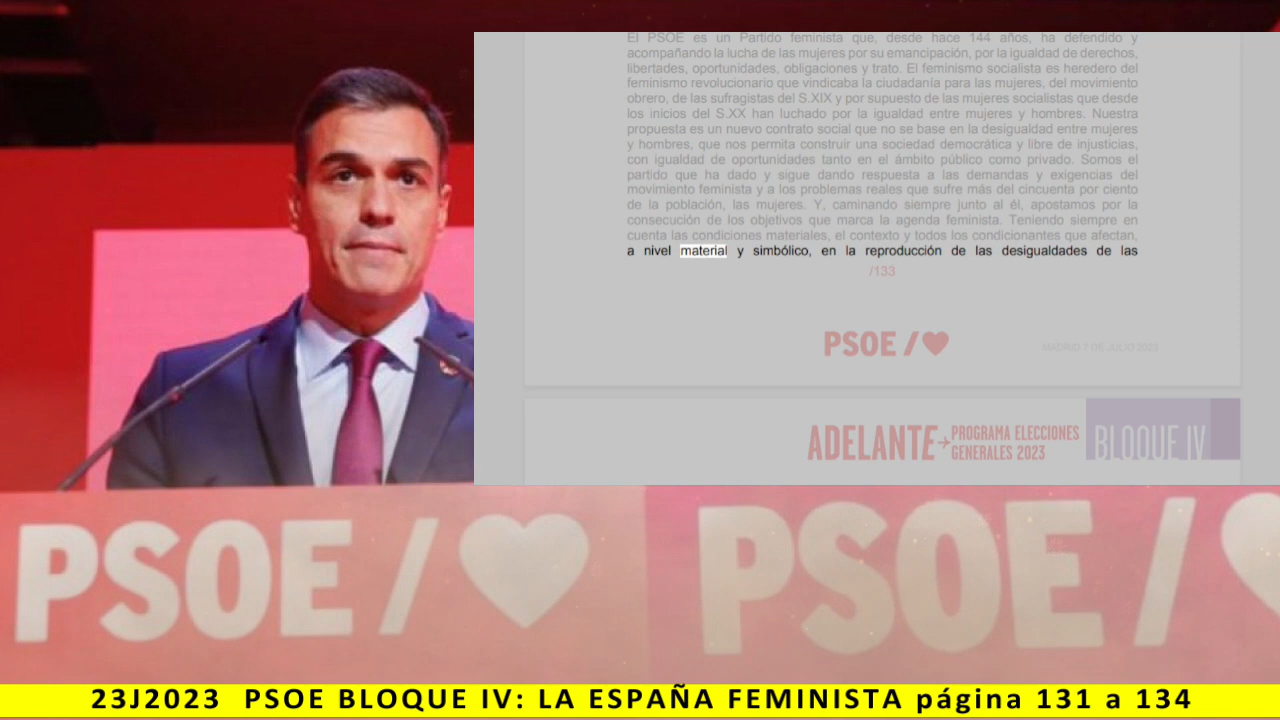 El PSOE es un Partido feminista que, desde hace 144 años, ha defendido y
acompañando la lucha de las mujeres por su emancipación, por la igualdad de derechos,
libertades, oportunidades, obligaciones y trato. El feminismo socialista es heredero del
feminismo revolucionario que vindicaba la ciudadanía para las mujeres, del movimiento
obrero, de las sufragistas del S.XIX y por supuesto de las mujeres socialistas que desde
los inicios del S.XX han luchado por la igualdad entre mujeres y hombres. Nuestra
propuesta es un nuevo contrato social que no se base en la desigualdad entre mujeres
y hombres, que nos permita construir una sociedad democrática y libre de injusticias,
con igualdad de oportunidades tanto en el ámbito público como privado. Somos el
partido que ha dado y sigue dando respuesta a las demandas y exigencias del
movimiento feminista y a los problemas reales que sufre más del cincuenta por ciento
de la población, las mujeres. Y, caminando siempre junto al él, apostamos por la
consecución de los objetivos que marca la agenda feminista. Teniendo siempre en
cuenta las condiciones materiales, el contexto y todos los condicionantes que afectan,
a nivel material y simbólico, en la reproducción de las desigualdades de las
/133
PSOE /
MADRID 7 DE JULIO 2023
ADELANTE PROGRAMA ELECCIONES
GENERALES 2023
BLOQUE IV
PSOE / PSOE /
23J2023 PSOE BLOQUE IV: LA ESPAÑA FEMINISTA página 131 a 134